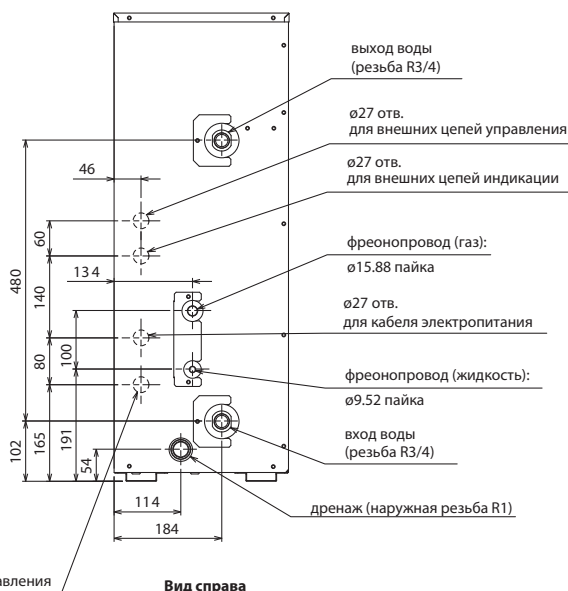 выход воды
(резьба R3/4)
ø27 отв.
для внешних цепей управления
ø27 отв.
для внешних цепей индикации
фреонопровод (газ):
ø15.88 пайка
ø27 отв.
для кабеля электропитания
фреонопровод (жидкость):
ø9.52 пайка
вход воды
(резьба R3/4)
дренаж (наружная резьба R1)
46
60
480
134
140
100
80
102
165
191
54
114
184
авления
Вид справа